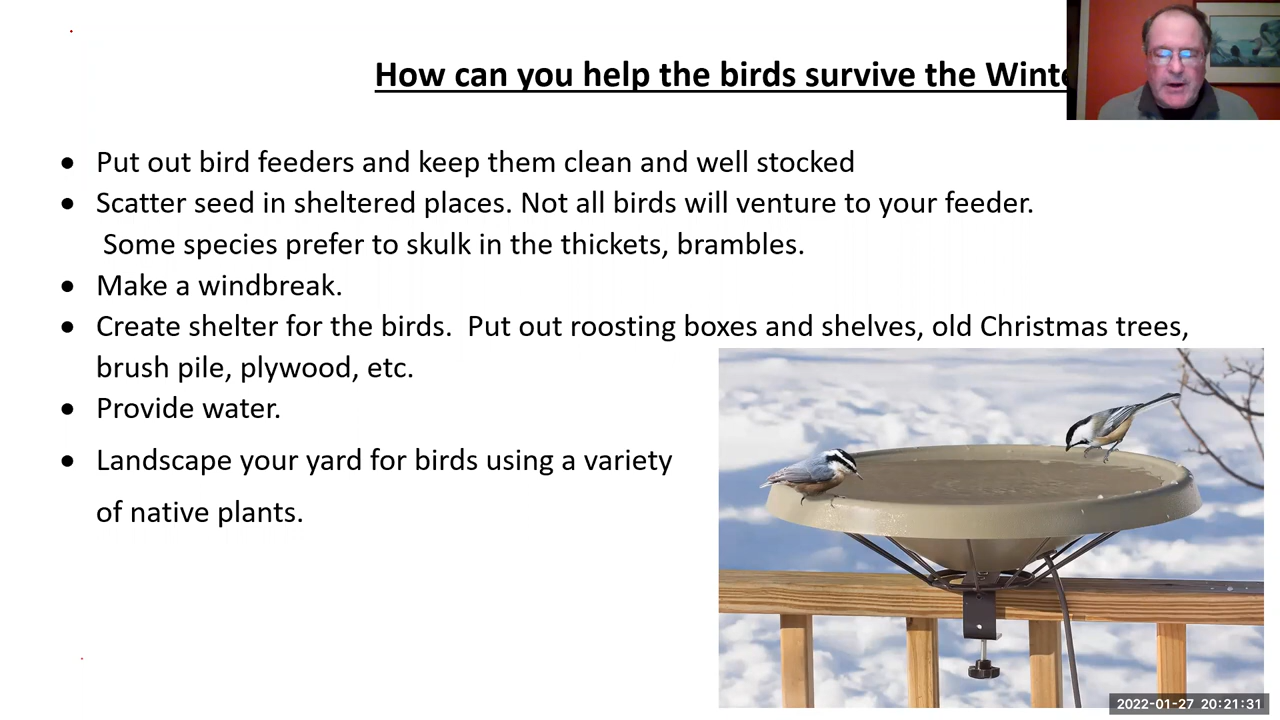 How can you help the birds survive the Winte
● Put out bird feeders and keep them clean and well stocked
● Scatter seed in sheltered places. Not all birds will venture to your feeder.
Some species prefer to skulk in the thickets, brambles.
● Make a windbreak.
● Create shelter for the birds.  Put out roosting boxes and shelves, old Christmas trees,
brush pile, plywood, etc.
● Provide water.
● Landscape your yard for birds using a variety
of native plants.
2022-01-27 20:21:31